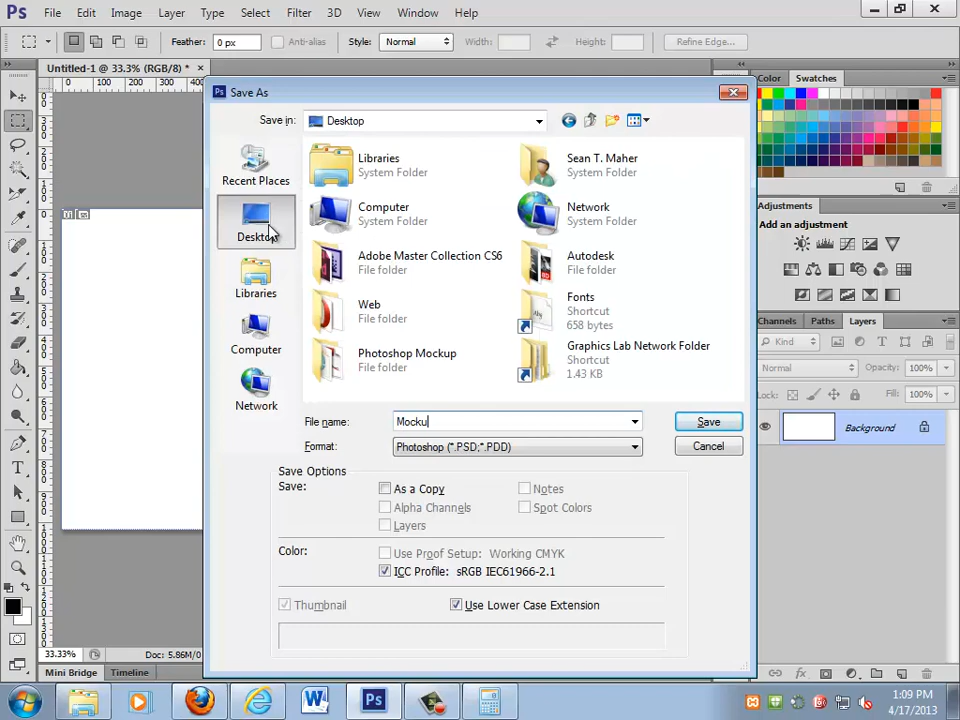 Ps File Edit Image Layer Type Select Filter 3D View Window Help
Feather: 0 px Anti-alias Style: Normal Width: Height: Refine Edge...
Untitled-1 @ 33.3% (RGB/8) * ×
0 100 200 300 400
Save As
Save in: Desktop
Recent Places
Desktop
Libraries
Computer
Network
Libraries
System Folder
Sean T. Maher
System Folder
Computer
System Folder
Network
System Folder
Adobe Master Collection CS6
File folder
Autodesk
File folder
Web
File folder
Fonts
Shortcut
658 bytes
Photoshop Mockup
File folder
Graphics Lab Network Folder
Shortcut
1.43 KB
File name: Mocku
Save
Format: Photoshop (*.PSD;*.PDD)
Cancel
Save Options
Save: As a Copy Notes
Alpha Channels Spot Colors
Layers
Color: Use Proof Setup: Working CMYK
ICC Profile: sRGB IEC61966-2.1
Thumbnail Use Lower Case Extension
Color Swatches
Adjustments
Add an adjustment
Channels Paths Layers
Kind
Normal Opacity: 100%
Lock: Fill: 100%
Background
33.33% Doc: 5.86M/0
Mini Bridge Timeline
1:09 PM
4/17/2013